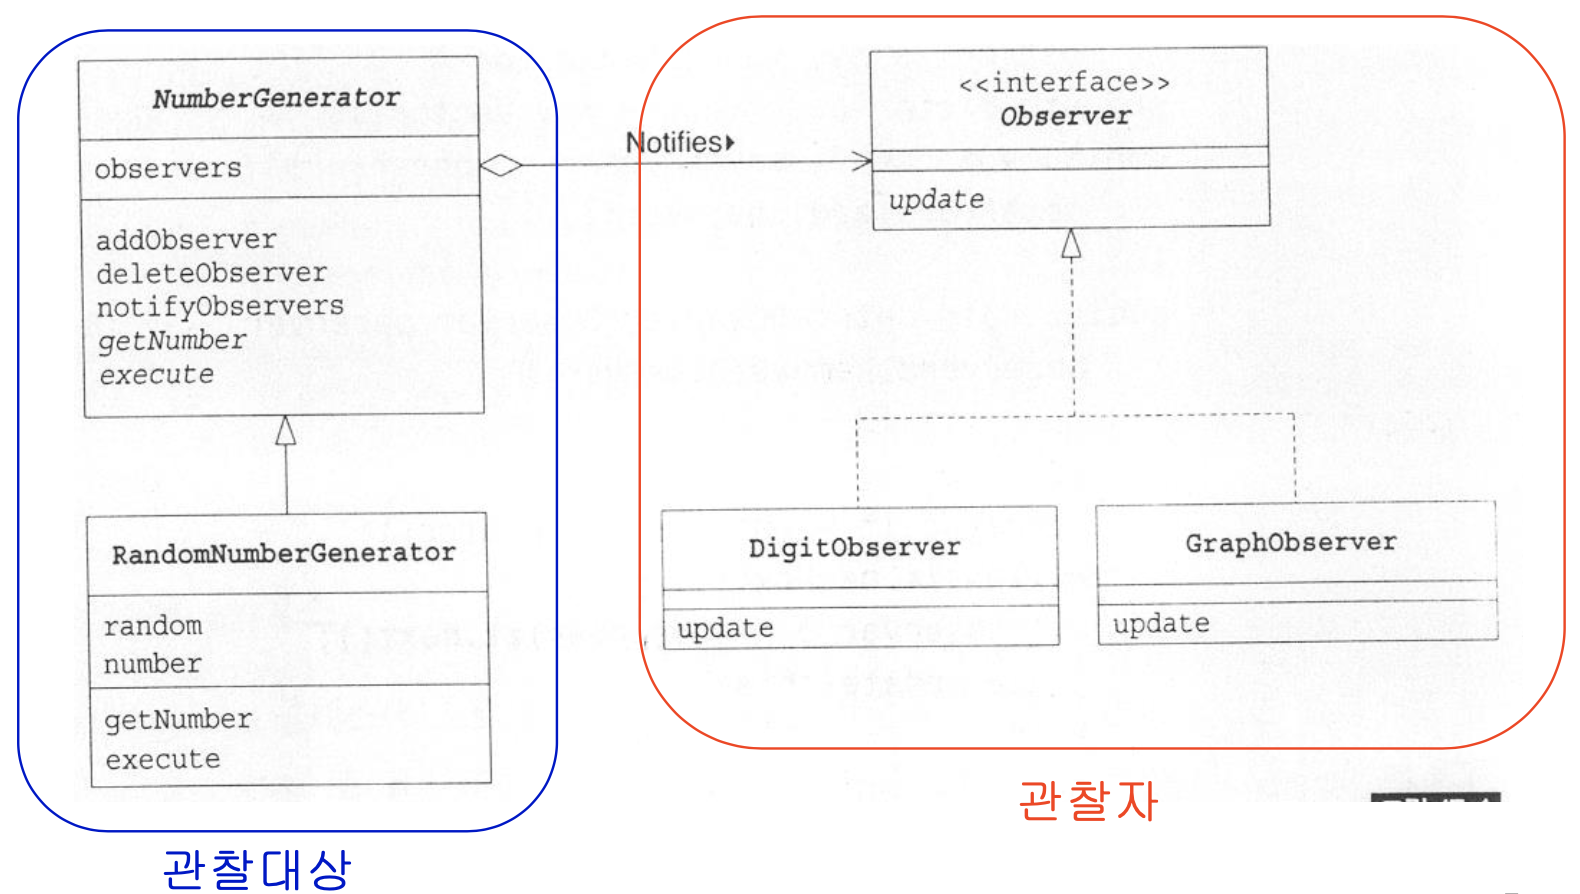 NumberGenerator
observers
addObserver
deleteObserver
notifyObservers
getNumber
execute
RandomNumberGenerator
random
number
getNumber
execute
관찰대상
Notifies
<<interface>>
Observer
update
DigitObserver
update
GraphObserver
update
관찰자